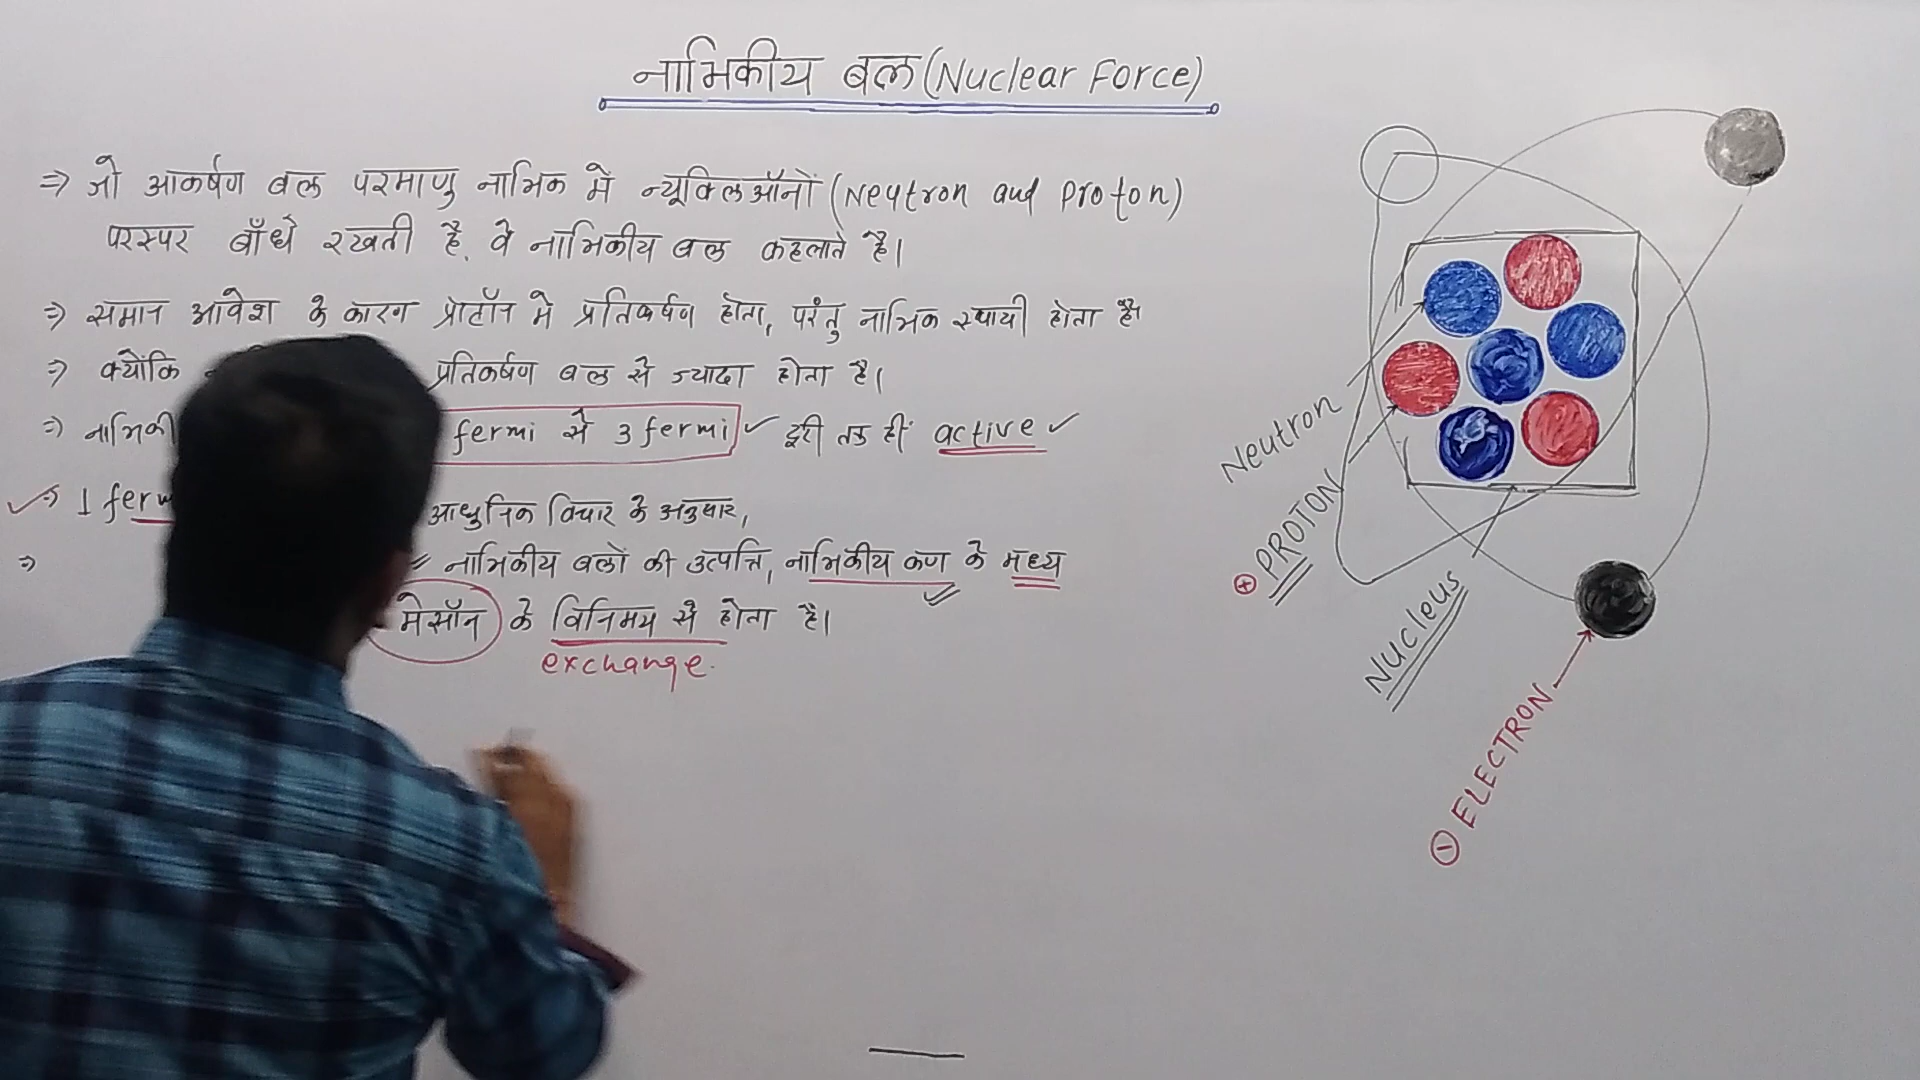 नाभिकीय बल (Nuclear Force)
⇒ जो आकर्षण बल परमाणु नाभिक मे न्यूक्लिऑनों (Neutron and Proton)
परस्पर बाँधे रखती है, वे नाभिकीय बल कहलाते है।
⇒ समान आवेश के कारण प्रोटॉन मे प्रतिकर्षण होता, परंतु नाभिक स्थायी होता है।
⇒ क्योंकि प्रतिकर्षण बल से ज्यादा होता है।
⇒ नाभिकी fermi से 3 fermi ✓ दूरी तक हीं active ✓
✓⇒ 1 ferm आधुनिक विचार के अनुसार,
⇒ नाभिकीय बलों की उत्पत्ति, नाभिकीय कण के मध्य
मेसॉन के विनिमय से होता है।
exchange.
Neutron
⊕ PROTON
Nucleus
⊖ ELECTRON